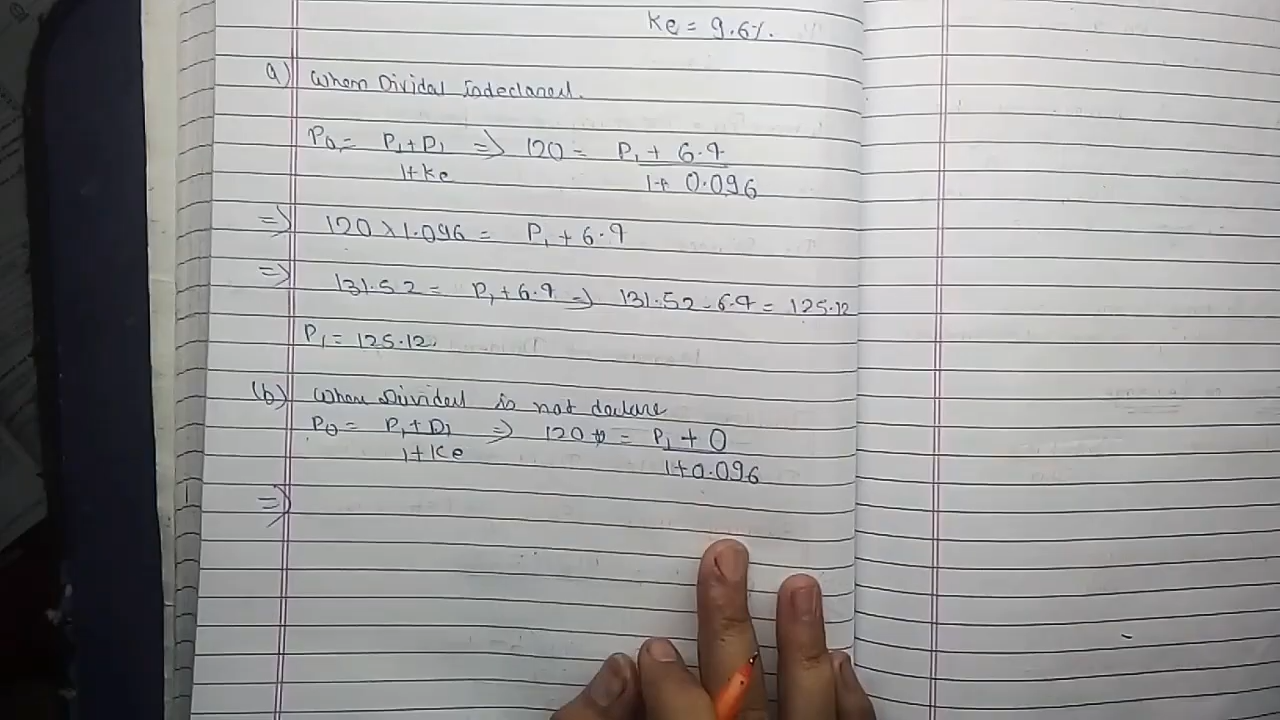 Ke = 9.6%.
a) When Dividal is declared.
P0 = P1+D1 / 1+Ke => 120 = P1 + 6.4 / 1+ 0.096
=> 120 x 1.096 = P1 + 6.4
=> 131.52 = P1 + 6.4 => 131.52 - 6.4 = 125.12
P1 = 125.12
(b) When Dividend is not declare
P0 = P1+D1 / 1+Ke => 120 = P1 + 0 / 1+0.096
=>